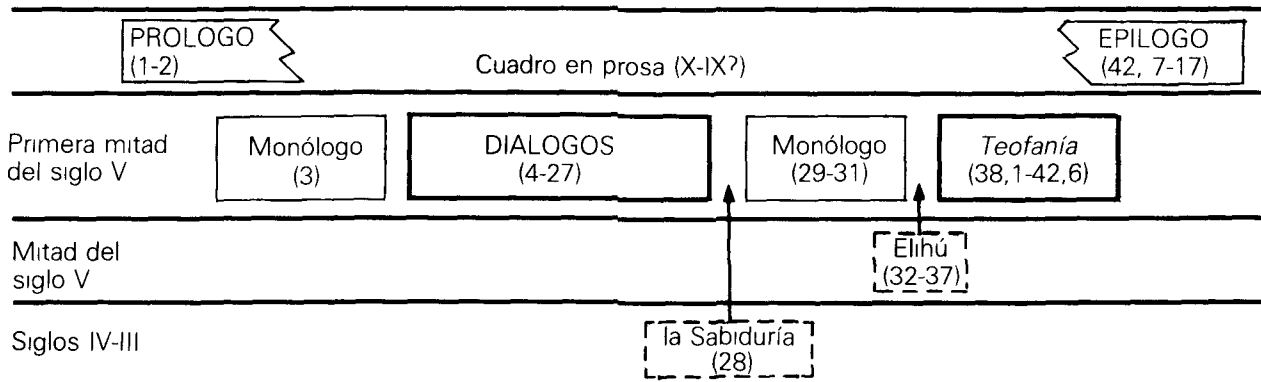 PROLOGO
(1-2)
Cuadro en prosa (X-IX?)
EPILOGO
(42, 7-17)
Primera mitad
del siglo V
Monólogo
(3)
DIALOGOS
(4-27)
Monólogo
(29-31)
Teofanía
(38,1-42,6)
Mitad del
siglo V
Elihú
(32-37)
Siglos IV-III
la Sabiduría
(28)